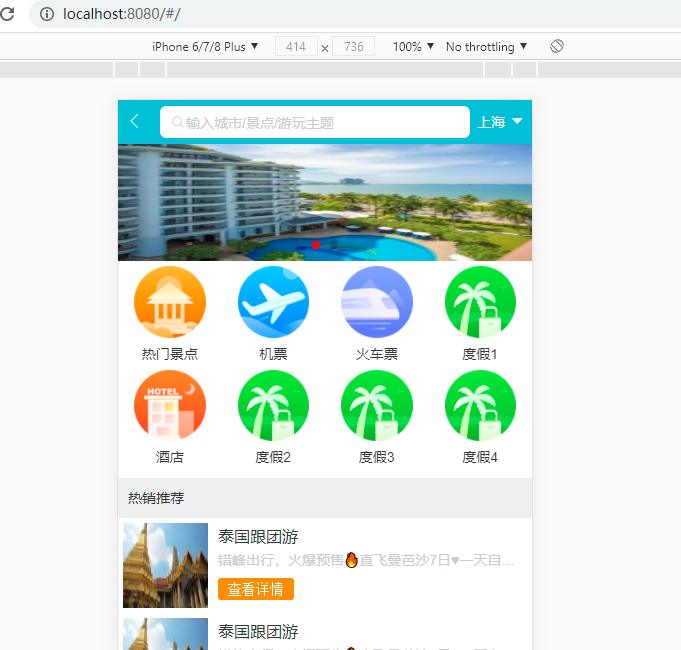 localhost:8080/#/
iPhone 6/7/8 Plus ▼ 414 × 736 100% ▼ No throttling ▼
输入城市/景点/游玩主题 上海
热门景点 机票 火车票 度假1
HOTEL
酒店 度假2 度假3 度假4
热销推荐
泰国跟团游
错峰出行，火爆预售🔥直飞曼芭沙7日♥一天自...
查看详情
泰国跟团游